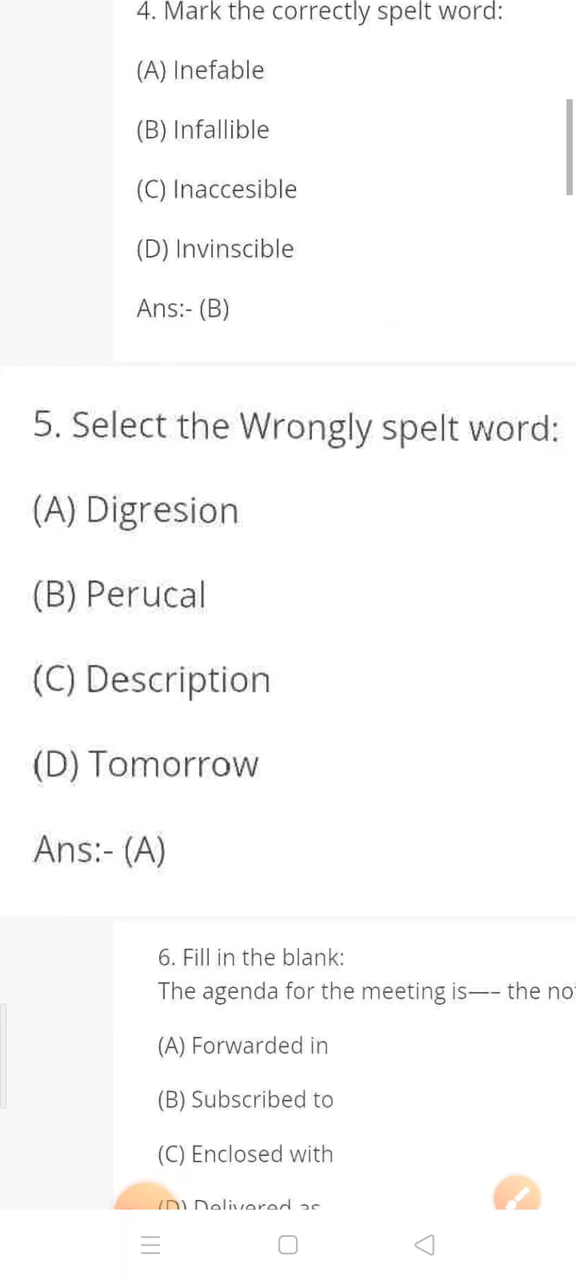 4. Mark the correctly spelt word:
(A) Inefable
(B) Infallible
(C) Inaccesible
(D) Invinscible
Ans:- (B)
5. Select the Wrongly spelt word:
(A) Digresion
(B) Perucal
(C) Description
(D) Tomorrow
Ans:- (A)
6. Fill in the blank:
The agenda for the meeting is—– the no
(A) Forwarded in
(B) Subscribed to
(C) Enclosed with
(D) Delivered as